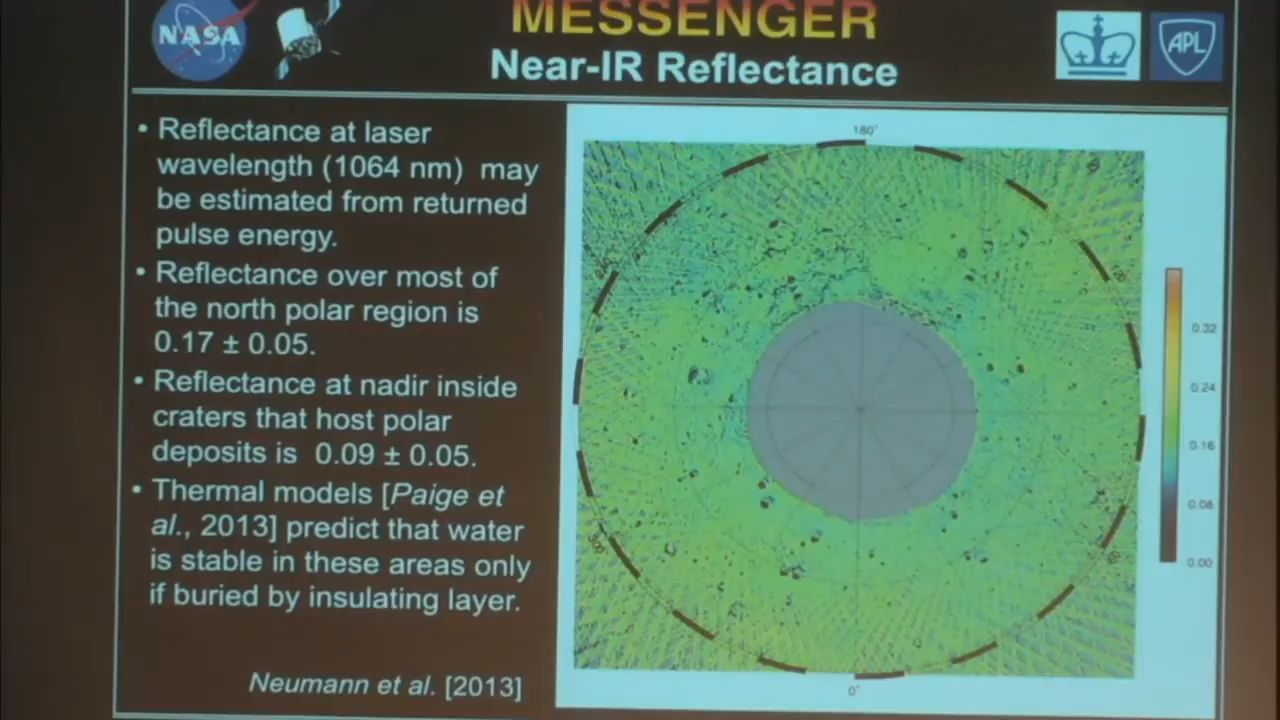 NASA
MESSENGER
Near-IR Reflectance
APL
• Reflectance at laser
wavelength (1064 nm) may
be estimated from returned
pulse energy.
• Reflectance over most of
the north polar region is
0.17 ± 0.05.
• Reflectance at nadir inside
craters that host polar
deposits is 0.09 ± 0.05.
• Thermal models [Paige et
al., 2013] predict that water
is stable in these areas only
if buried by insulating layer.
Neumann et al. [2013]
180°
0°
0.32
0.24
0.16
0.08
0.00